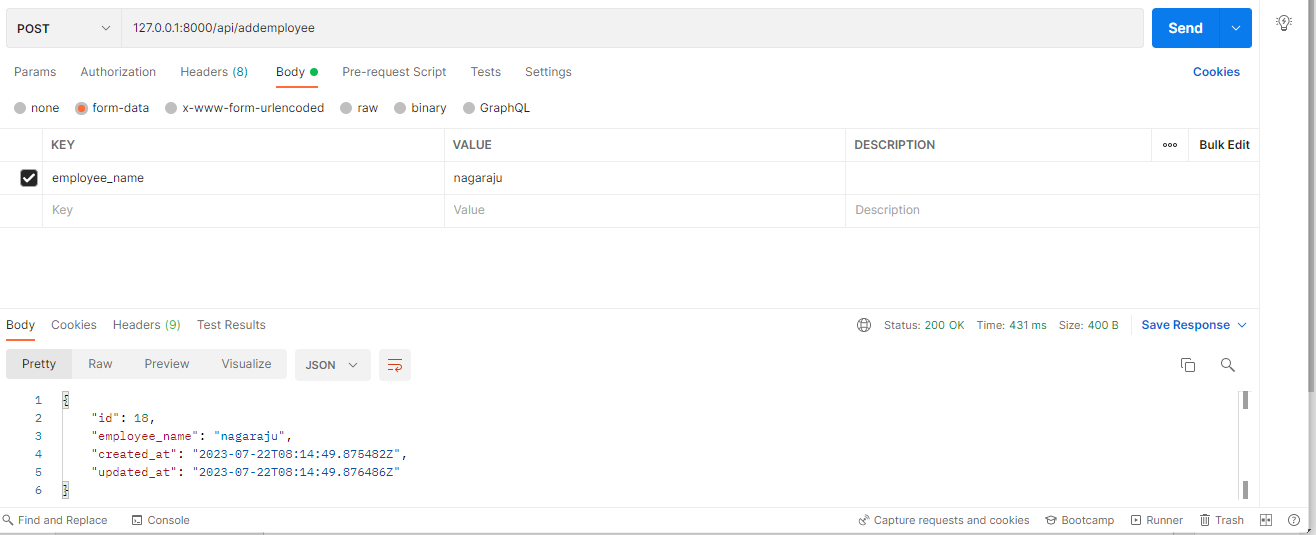 POST 127.0.0.1:8000/api/addemployee Send
Params Authorization Headers (8) Body Pre-request Script Tests Settings Cookies
none form-data x-www-form-urlencoded raw binary GraphQL
KEY VALUE DESCRIPTION Bulk Edit
employee_name nagaraju
Key Value Description
Body Cookies Headers (9) Test Results Status: 200 OK Time: 431 ms Size: 400 B Save Response
Pretty Raw Preview Visualize JSON
1 {
2 "id": 18,
3 "employee_name": "nagaraju",
4 "created_at": "2023-07-22T08:14:49.875482Z",
5 "updated_at": "2023-07-22T08:14:49.876486Z"
6 }
Find and Replace Console Capture requests and cookies Bootcamp Runner Trash